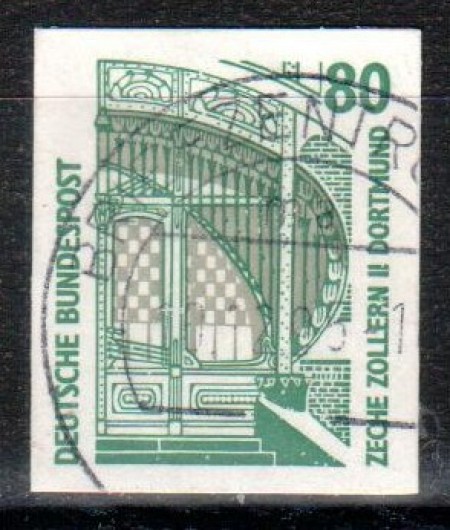 80
DEUTSCHE BUNDESPOST
ZECHE ZOLLERN II DORTMUND